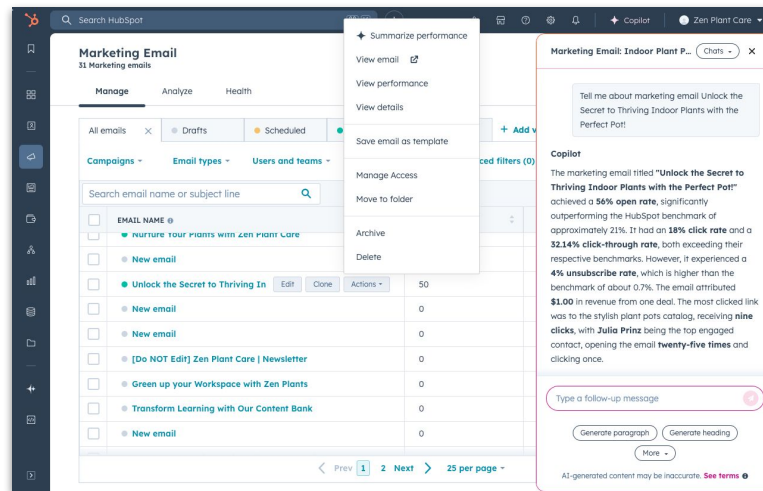 Search HubSpot
Copilot
Zen Plant Care
Marketing Email
31 Marketing emails
Manage
Analyze
Health
All emails
Drafts
Scheduled
+ Add v
Campaigns
Email types
Users and teams
ced filters (0)
Search email name or subject line
EMAIL NAME
Nurture Your Plants with Zen Plant Care
New email
Unlock the Secret to Thriving In Edit Clone Actions 50
New email 0
New email 0
[Do NOT Edit] Zen Plant Care | Newsletter 0
Green up your Workspace with Zen Plants 0
Transform Learning with Our Content Bank 0
New email 0
Prev 1 2 Next 25 per page
Summarize performance
View email
View performance
View details
Save email as template
Manage Access
Move to folder
Archive
Delete
Marketing Email: Indoor Plant P... Chats
Tell me about marketing email Unlock the
Secret to Thriving Indoor Plants with the
Perfect Pot!
Copilot
The marketing email titled "Unlock the Secret to
Thriving Indoor Plants with the Perfect Pot!"
achieved a 56% open rate, significantly
outperforming the HubSpot benchmark of
approximately 21%. It had an 18% click rate and a
32.14% click-through rate, both exceeding their
respective benchmarks. However, it experienced a
4% unsubscribe rate, which is higher than the
benchmark of about 0.7%. The email attributed
$1.00 in revenue from one deal. The most clicked link
was to the stylish plant pots catalog, receiving nine
clicks, with Julia Prinz being the top engaged
contact, opening the email twenty-five times and
clicking once.
Type a follow-up message
Generate paragraph
Generate heading
More
AI-generated content may be inaccurate. See terms